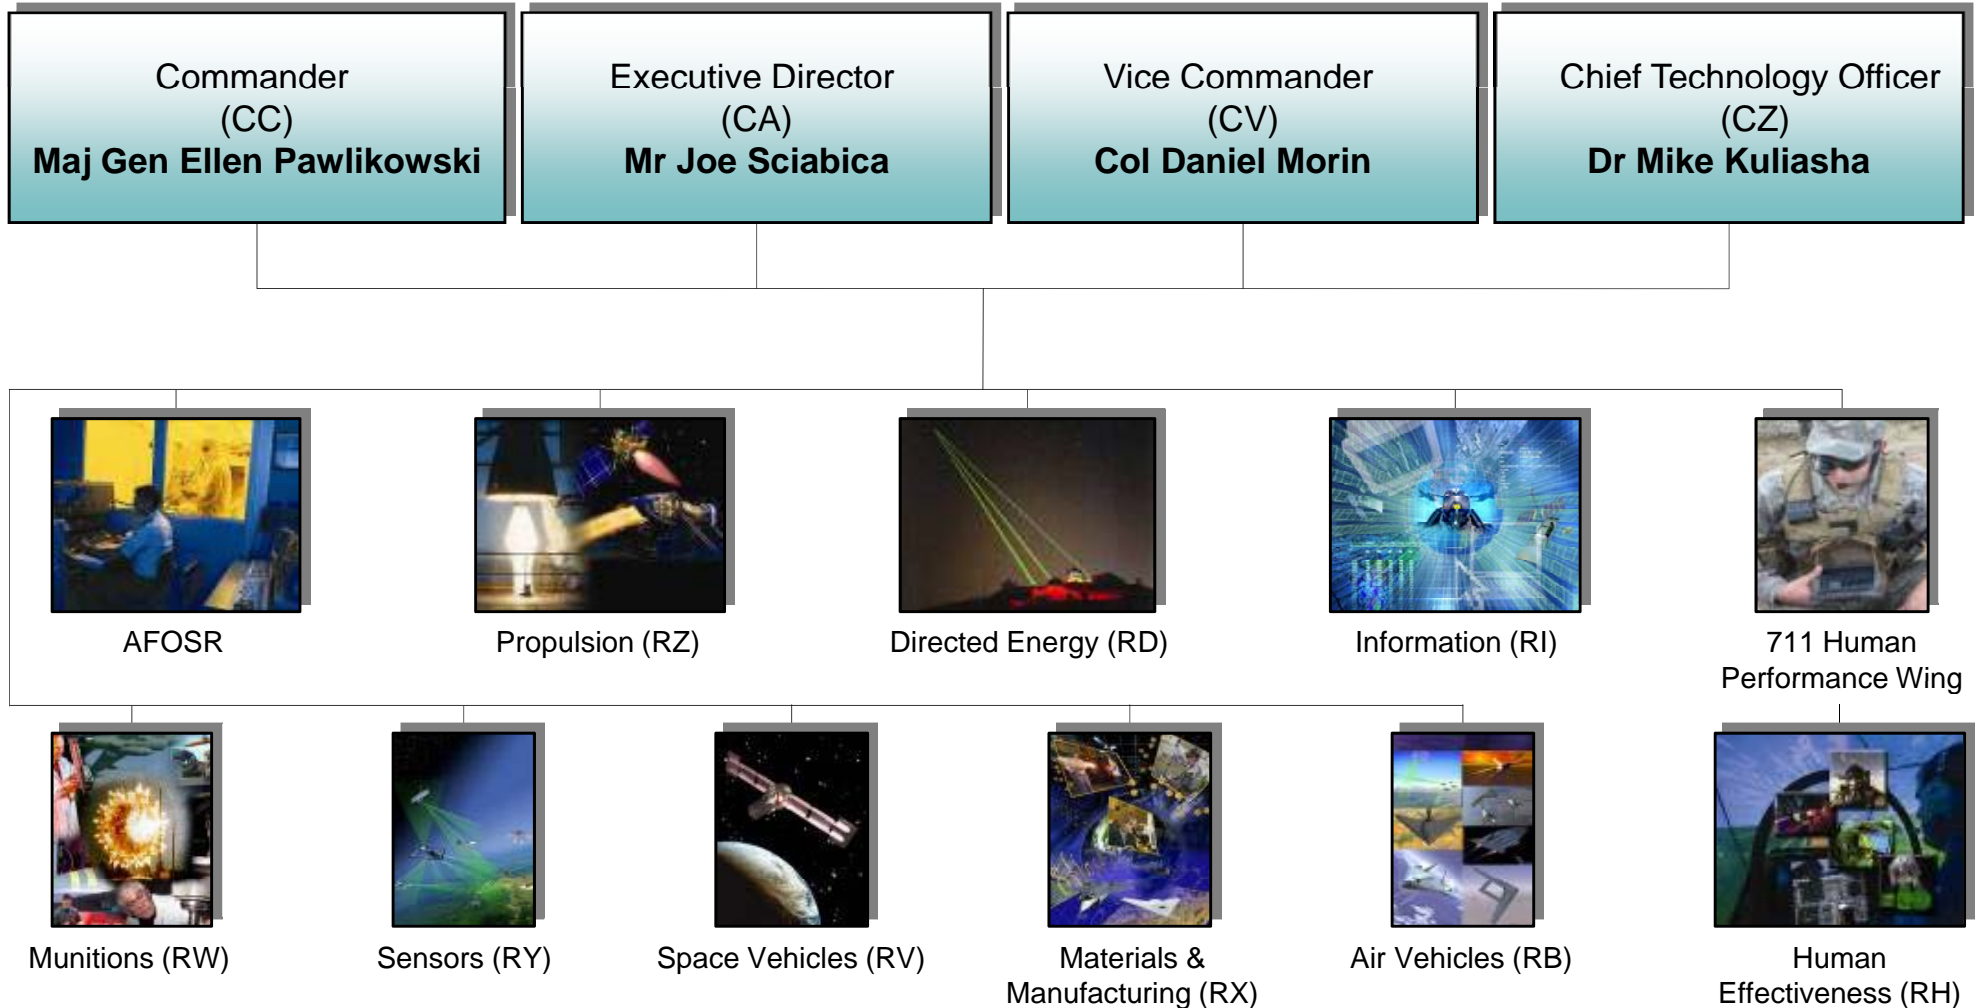 Commander
(CC)
Maj Gen Ellen Pawlikowski
Executive Director
(CA)
Mr Joe Sciabica
Vice Commander
(CV)
Col Daniel Morin
Chief Technology Officer
(CZ)
Dr Mike Kuliasha
AFOSR
Propulsion (RZ)
Directed Energy (RD)
Information (RI)
711 Human
Performance Wing
Munitions (RW)
Sensors (RY)
Space Vehicles (RV)
Materials &
Manufacturing (RX)
Air Vehicles (RB)
Human
Effectiveness (RH)